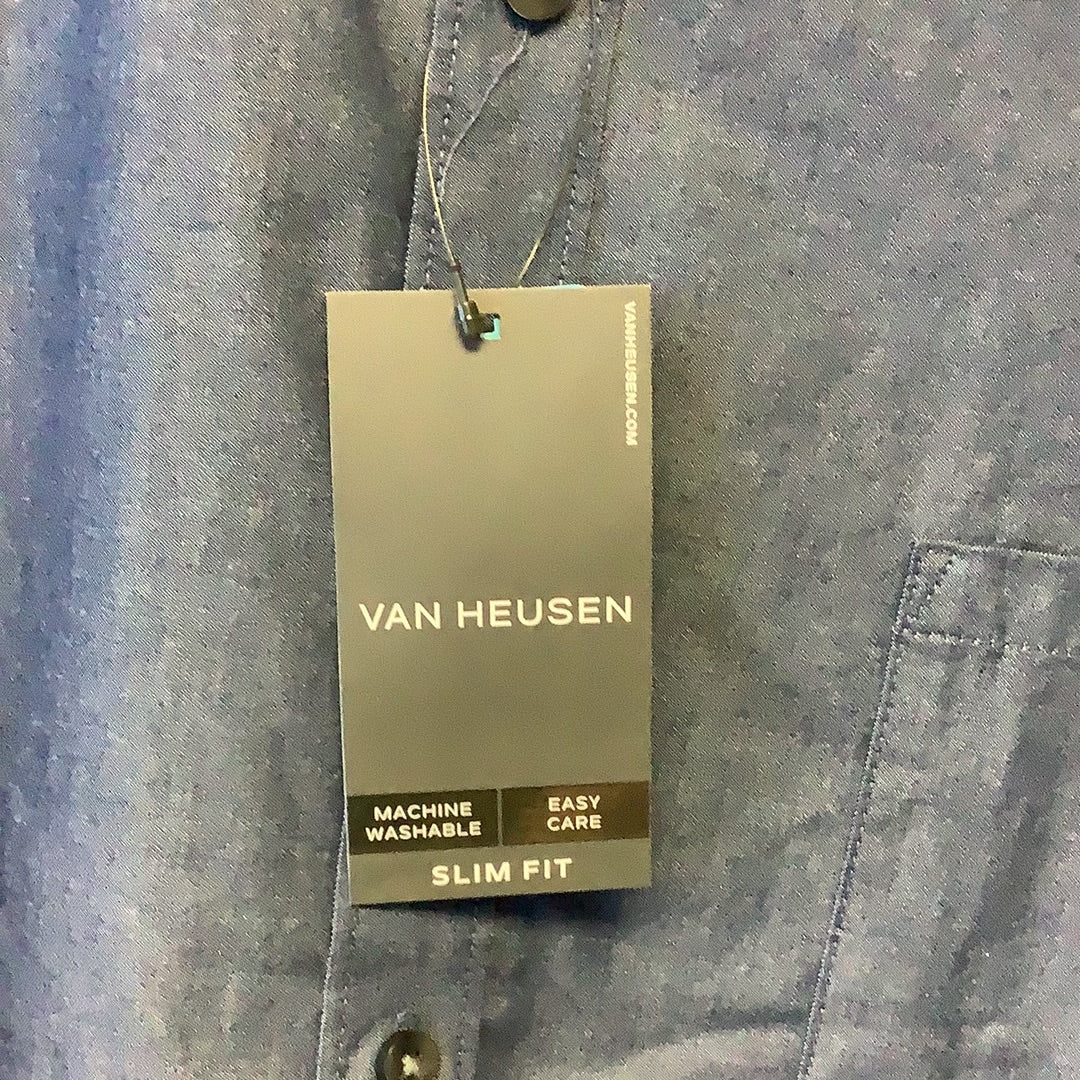 VANHEUSEN.COM
VAN HEUSEN
MACHINE
WASHABLE
EASY
CARE
SLIM FIT